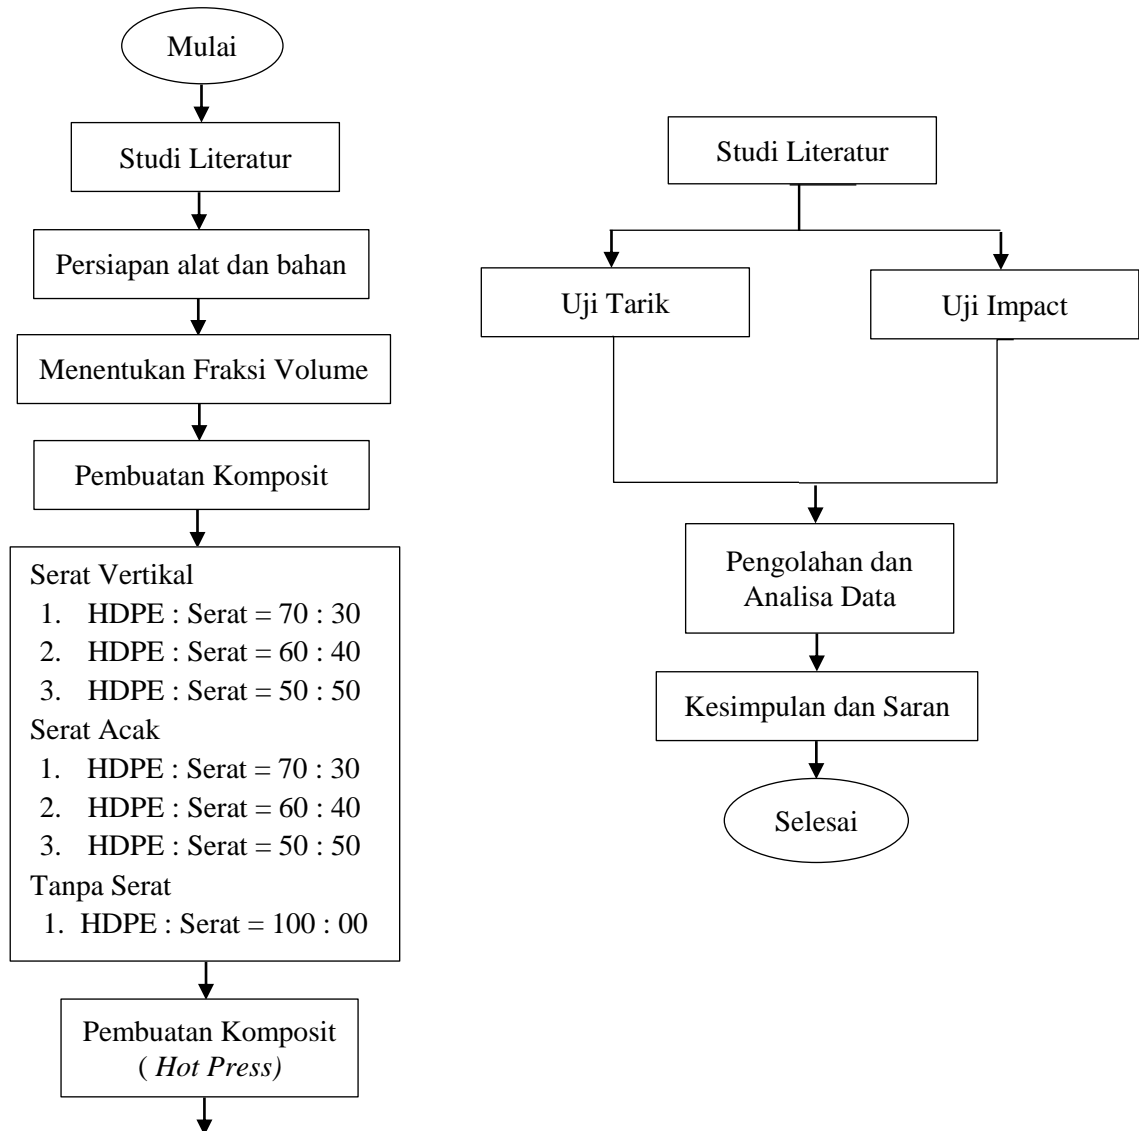 Mulai
Studi Literatur
Persiapan alat dan bahan
Menentukan Fraksi Volume
Pembuatan Komposit
Serat Vertikal
1. HDPE : Serat = 70 : 30
2. HDPE : Serat = 60 : 40
3. HDPE : Serat = 50 : 50
Serat Acak
1. HDPE : Serat = 70 : 30
2. HDPE : Serat = 60 : 40
3. HDPE : Serat = 50 : 50
Tanpa Serat
1. HDPE : Serat = 100 : 00
Pembuatan Komposit
( Hot Press)
Studi Literatur
Uji Tarik
Uji Impact
Pengolahan dan
Analisa Data
Kesimpulan dan Saran
Selesai